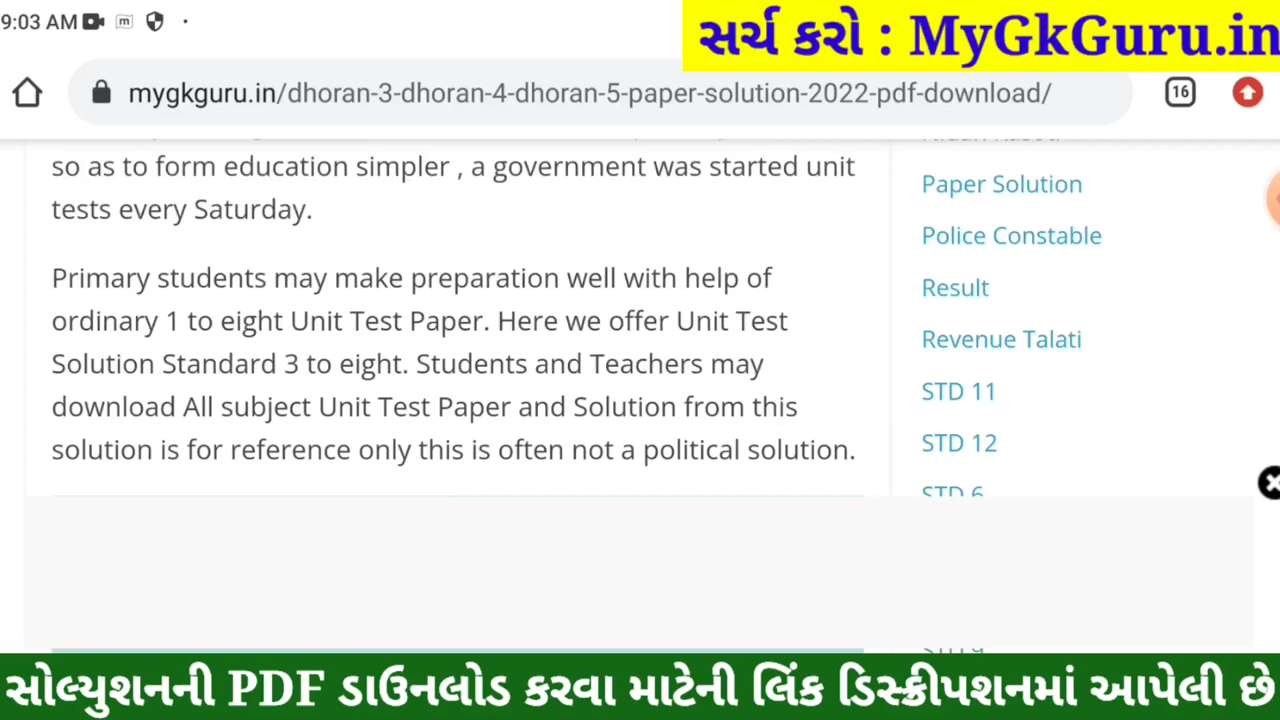 9:03 AM
સર્ચ કરો : MyGkGuru.in
mygkguru.in/dhoran-3-dhoran-4-dhoran-5-paper-solution-2022-pdf-download/
16
so as to form education simpler , a government was started unit
tests every Saturday.
Primary students may make preparation well with help of
ordinary 1 to eight Unit Test Paper. Here we offer Unit Test
Solution Standard 3 to eight. Students and Teachers may
download All subject Unit Test Paper and Solution from this
solution is for reference only this is often not a political solution.
Paper Solution
Police Constable
Result
Revenue Talati
STD 11
STD 12
STD 6
સોલ્યુશનની PDF ડાઉનલોડ કરવા માટેની લિંક ડિસ્ક્રીપશનમાં આપેલી છે